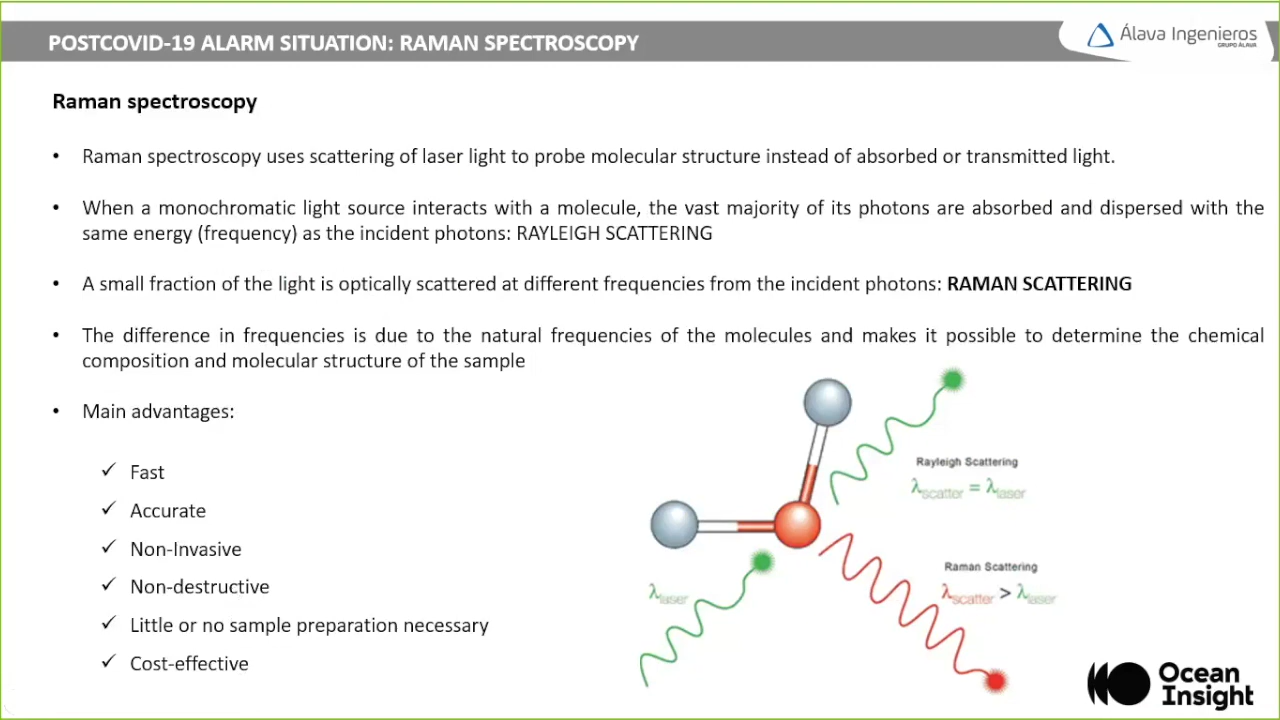 POSTCOVID-19 ALARM SITUATION: RAMAN SPECTROSCOPY
Álava Ingenieros
GRUPO ÁLAVA
Raman spectroscopy
• Raman spectroscopy uses scattering of laser light to probe molecular structure instead of absorbed or transmitted light.
• When a monochromatic light source interacts with a molecule, the vast majority of its photons are absorbed and dispersed with the
same energy (frequency) as the incident photons: RAYLEIGH SCATTERING
• A small fraction of the light is optically scattered at different frequencies from the incident photons: RAMAN SCATTERING
• The difference in frequencies is due to the natural frequencies of the molecules and makes it possible to determine the chemical
composition and molecular structure of the sample
• Main advantages:
✓ Fast
✓ Accurate
✓ Non-Invasive
✓ Non-destructive
✓ Little or no sample preparation necessary
✓ Cost-effective
Rayleigh Scattering
λscatter = λlaser
Raman Scattering
λscatter > λlaser
λlaser
Ocean
Insight